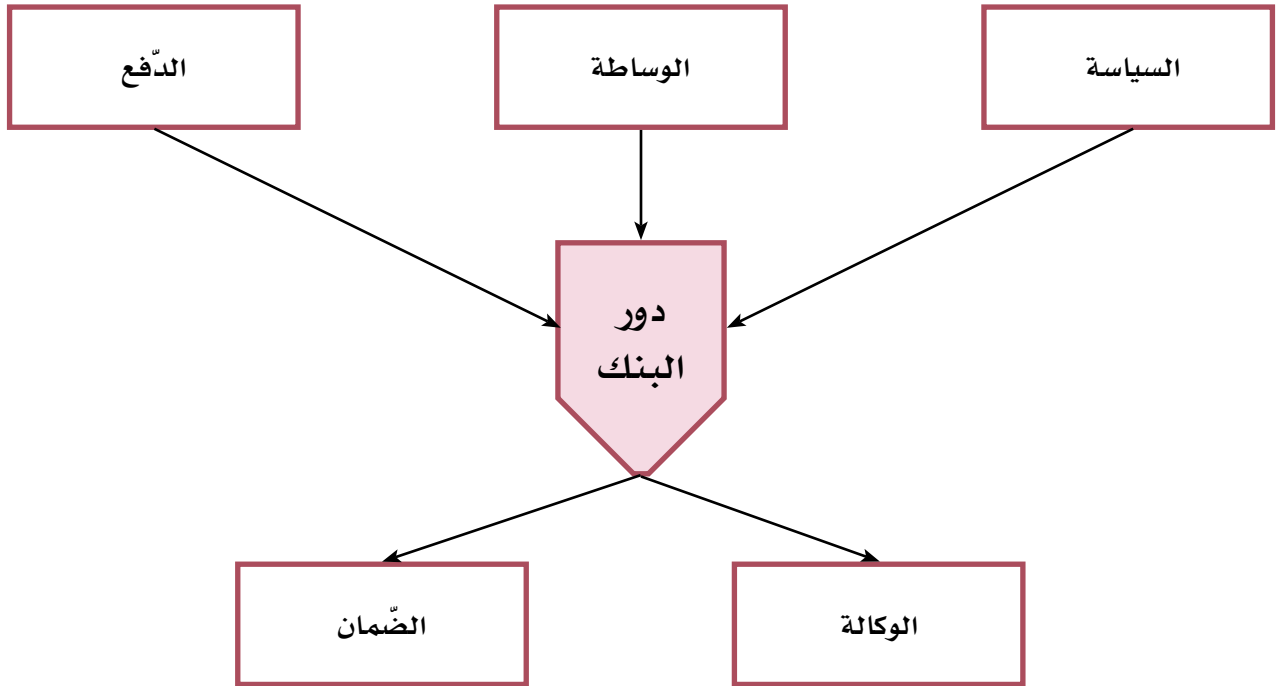 السياسة
الوساطة
الدّفع
دور
البنك
الوكالة
الضّمان